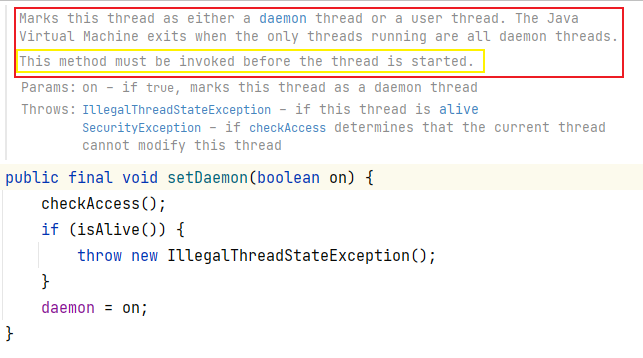 Marks this thread as either a daemon thread or a user thread. The Java
Virtual Machine exits when the only threads running are all daemon threads.
This method must be invoked before the thread is started.
Params: on – if true, marks this thread as a daemon thread
Throws: IllegalThreadStateException – if this thread is alive
SecurityException – if checkAccess determines that the current thread
cannot modify this thread
public final void setDaemon(boolean on) {
    checkAccess();
    if (isAlive()) {
        throw new IllegalThreadStateException();
    }
    daemon = on;
}